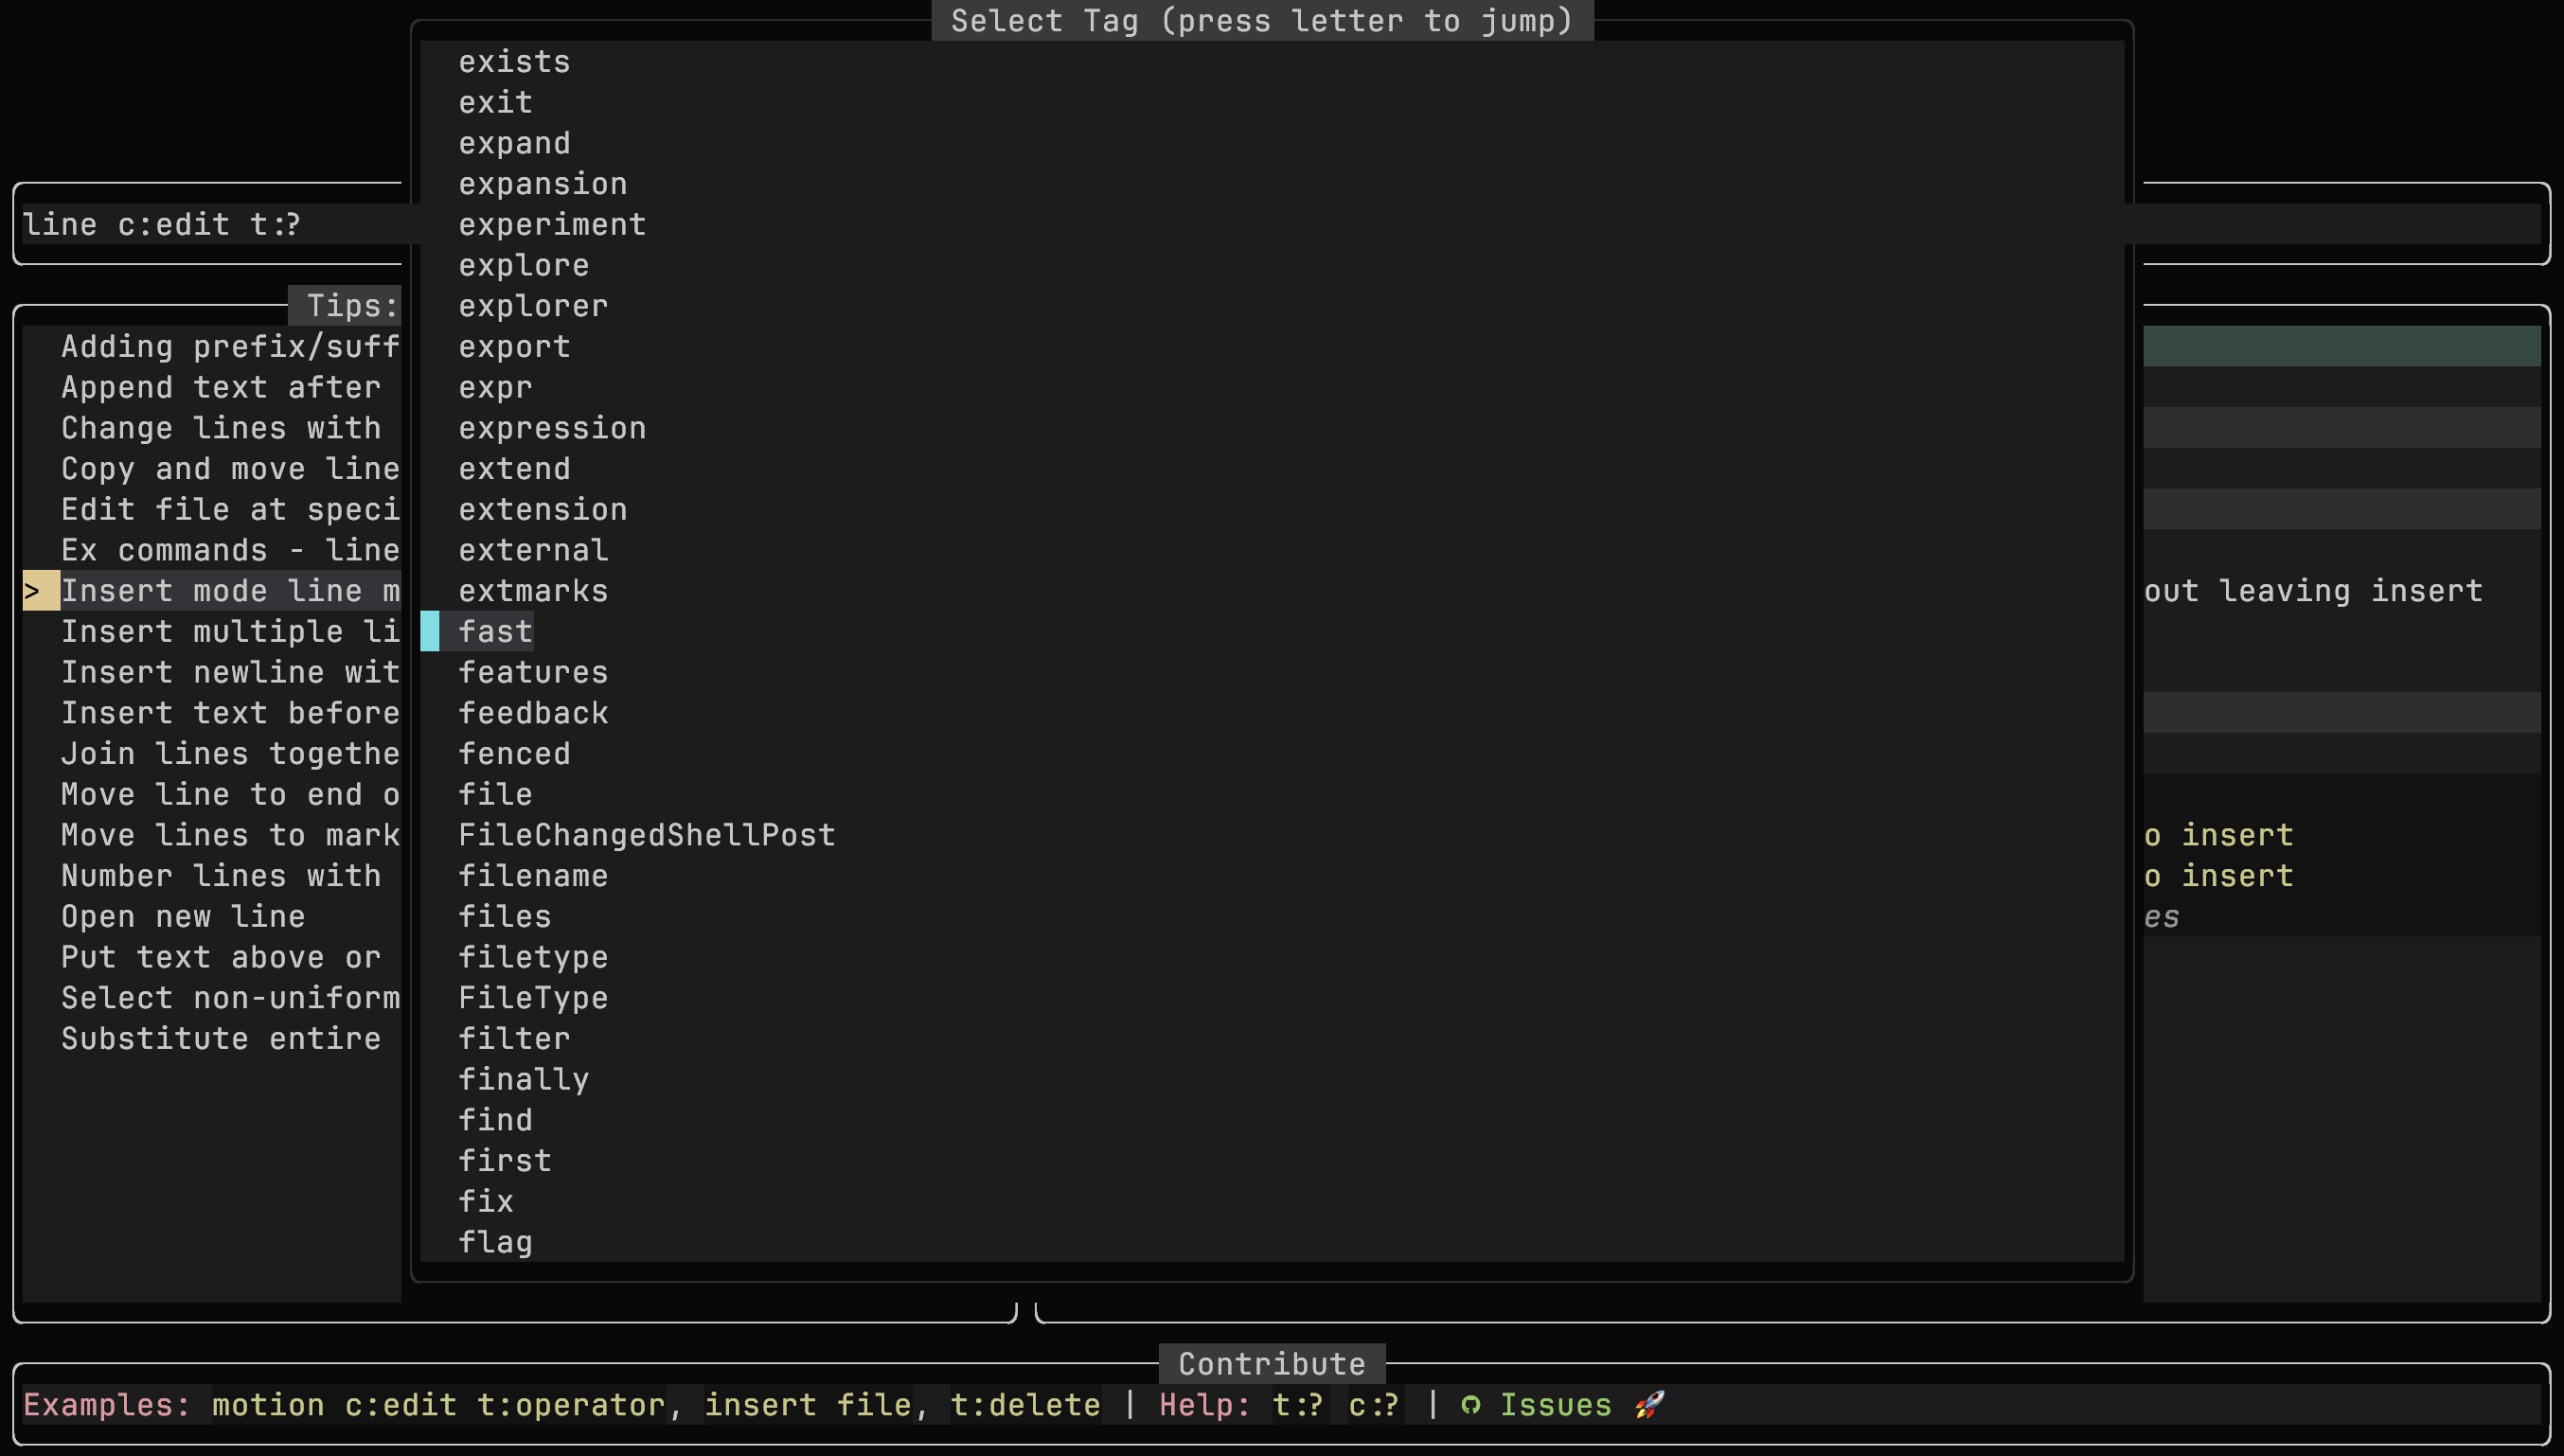 Select Tag (press letter to jump)
exists
exit
expand
expansion
line c:edit t:?
experiment
explore
Tips:
explorer
Adding prefix/suff
export
Append text after
expr
Change lines with
expression
Copy and move line
extend
Edit file at speci
extension
Ex commands - line
external
> Insert mode line m
extmarks
out leaving insert
Insert multiple li
fast
Insert newline wit
features
Insert text before
feedback
Join lines togethe
fenced
Move line to end o
file
Move lines to mark
FileChangedShellPost
o insert
Number lines with
filename
o insert
Open new line
files
es
Put text above or
filetype
Select non-uniform
FileType
Substitute entire
filter
finally
find
first
fix
flag
Contribute
Examples: motion c:edit t:operator, insert file, t:delete | Help: t:? c:? | Issues 🚀